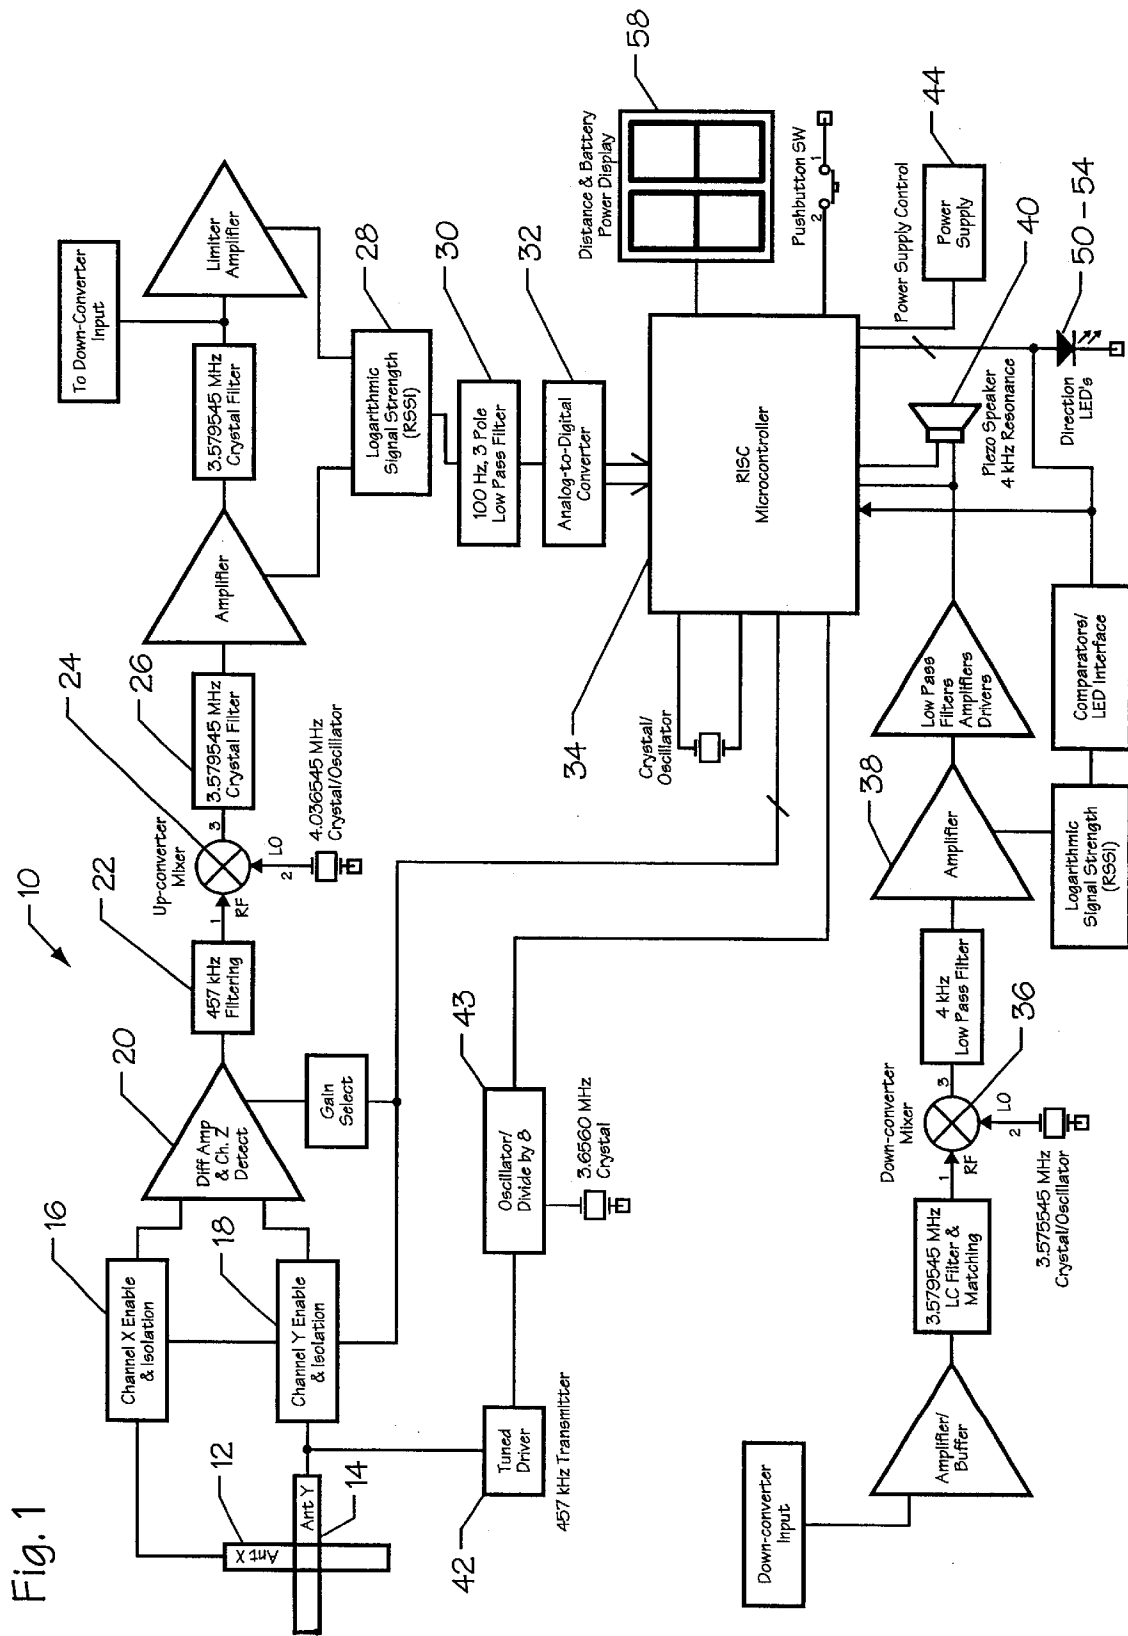 Fig. 1
10
Ant X
12
Ant Y
14
Channel X Enable
& Isolation
16
Channel Y Enable
& Isolation
18
Diff Amp
& Ch. Z
Detect
20
Gain
Select
457 kHz
Filtering
22
Up-converter
Mixer
24
1
RF
2
LO
3
4.036545 MHz
Crystal/Oscillator
3.579545 MHz
Crystal Filter
26
Amplifier
3.579545 MHz
Crystal Filter
To Down-Converter
Input
Limiter
Amplifier
Logarithmic
Signal Strength
(RSSI)
28
100 Hz, 3 Pole
Low Pass Filter
30
Analog-to-Digital
Converter
32
Tuned
Driver
42
457 kHz Transmitter
Oscillator/
Divide by 8
43
3.6560 MHz
Crystal
Crystal/
Oscillator
34
RISC
Microcontroller
Distance & Battery
Power Display
58
Pushbutton SW
2
1
Power Supply Control
Power
Supply
44
40
Piezo Speaker
4 kHz Resonance
50-54
Direction
LED's
Down-converter
Input
Amplifier/
Buffer
3.579545 MHz
LC Filter &
Matching
Down-converter
Mixer
1
RF
2
LO
3
36
3.575545 MHz
Crystal/Oscillator
4 kHz
Low Pass Filter
Amplifier
38
Low Pass
Filters
Amplifiers
Drivers
Logarithmic
Signal Strength
(RSSI)
Comparators/
LED Interface